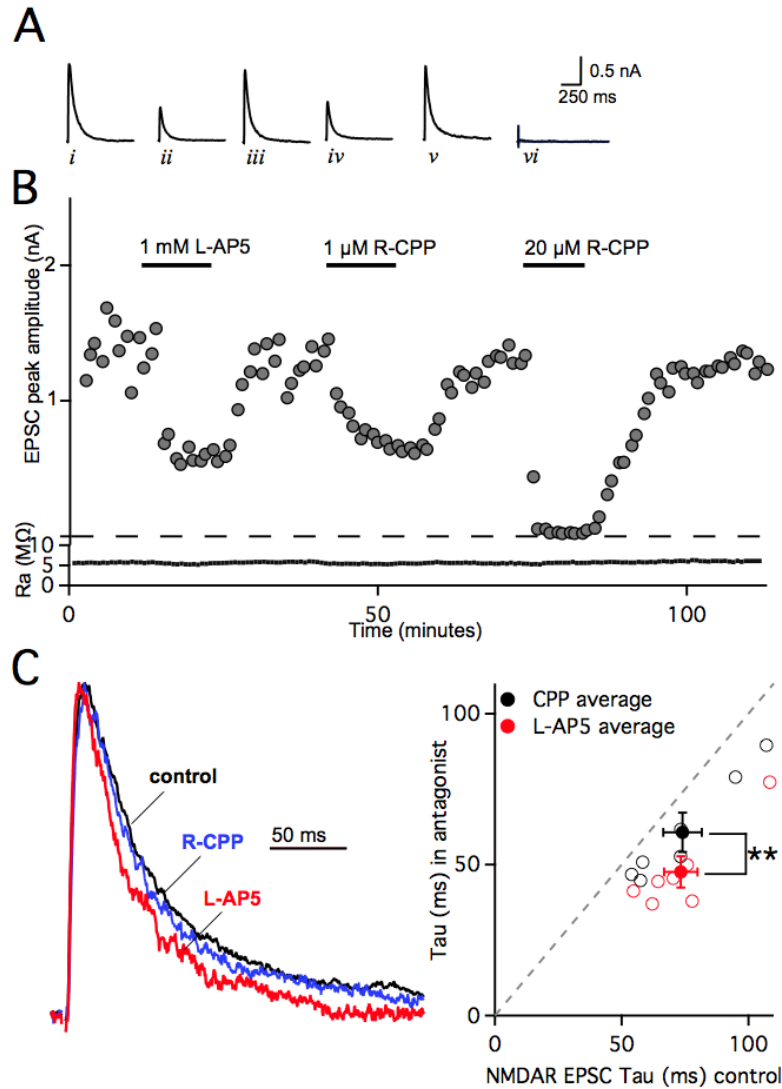 A
i ii iii iv v vi
0.5 nA
250 ms
B
1 mM L-AP5 1 µM R-CPP 20 µM R-CPP
EPSC peak amplitude (nA)
2
1
Ra (MΩ)
10
5
0
0 50 100
Time (minutes)
C
control
R-CPP
L-AP5
50 ms
CPP average
L-AP5 average
**
Tau (ms) in antagonist
100
50
0
0 50 100
NMDAR EPSC Tau (ms) control